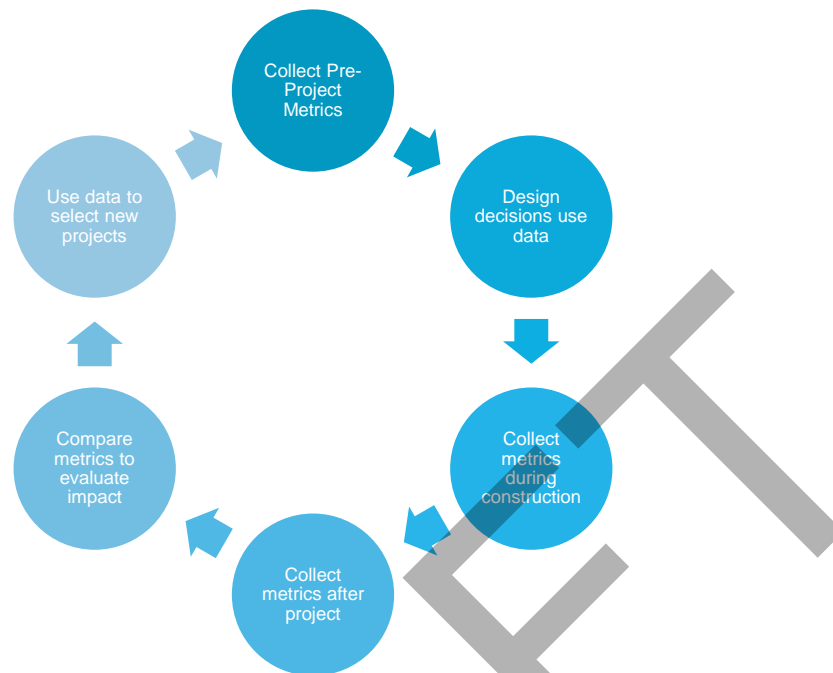 Collect Pre-
Project
Metrics
Design
decisions use
data
Collect
metrics
during
construction
Collect
metrics after
project
Compare
metrics to
evaluate
impact
Use data to
select new
projects